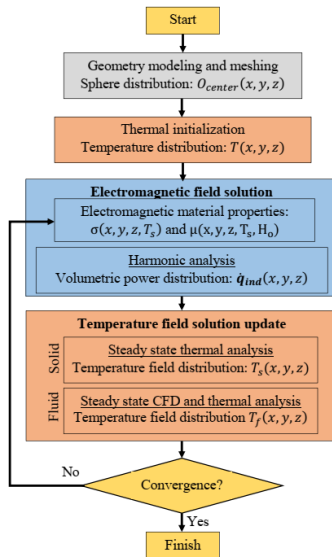 Start
Geometry modeling and meshing
Sphere distribution: O_center(x, y, z)
Thermal initialization
Temperature distribution: T(x, y, z)
Electromagnetic field solution
Electromagnetic material properties:
σ(x, y, z, T_s) and μ(x, y, z, T_s, H_o)
Harmonic analysis
Volumetric power distribution: q̇_ind(x, y, z)
Temperature field solution update
Solid
Steady state thermal analysis
Temperature field distribution: T_s(x, y, z)
Fluid
Steady state CFD and thermal analysis
Temperature field distribution T_f(x, y, z)
No
Convergence?
Yes
Finish